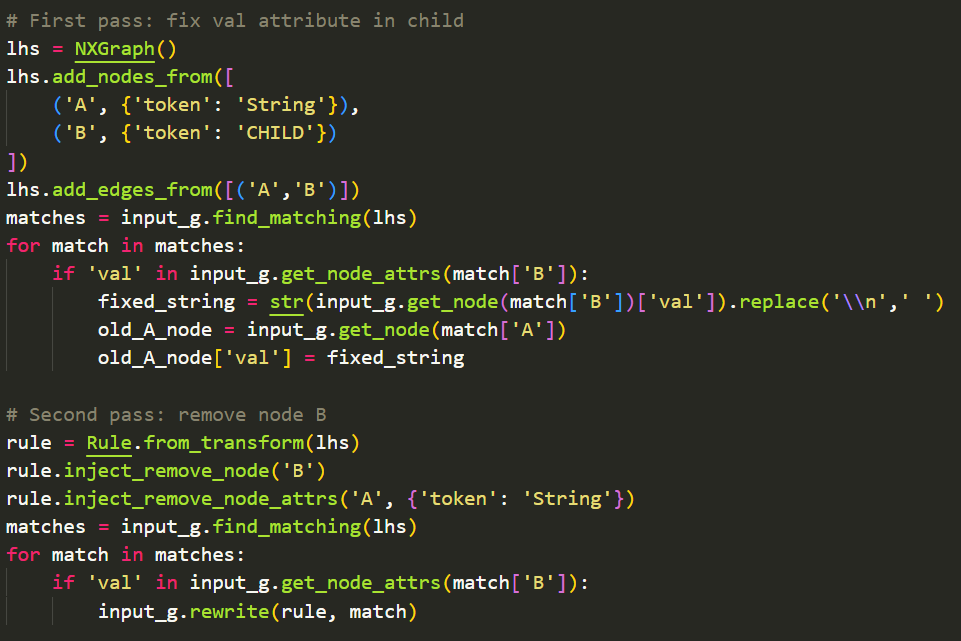 # First pass: fix val attribute in child
lhs = NXGraph()
lhs.add_nodes_from([
    ('A', {'token': 'String'}),
    ('B', {'token': 'CHILD'})
])
lhs.add_edges_from([('A','B')])
matches = input_g.find_matching(lhs)
for match in matches:
    if 'val' in input_g.get_node_attrs(match['B']):
        fixed_string = str(input_g.get_node(match['B'])['val']).replace('\\n',' ')
        old_A_node = input_g.get_node(match['A'])
        old_A_node['val'] = fixed_string

# Second pass: remove node B
rule = Rule.from_transform(lhs)
rule.inject_remove_node('B')
rule.inject_remove_node_attrs('A', {'token': 'String'})
matches = input_g.find_matching(lhs)
for match in matches:
    if 'val' in input_g.get_node_attrs(match['B']):
        input_g.rewrite(rule, match)